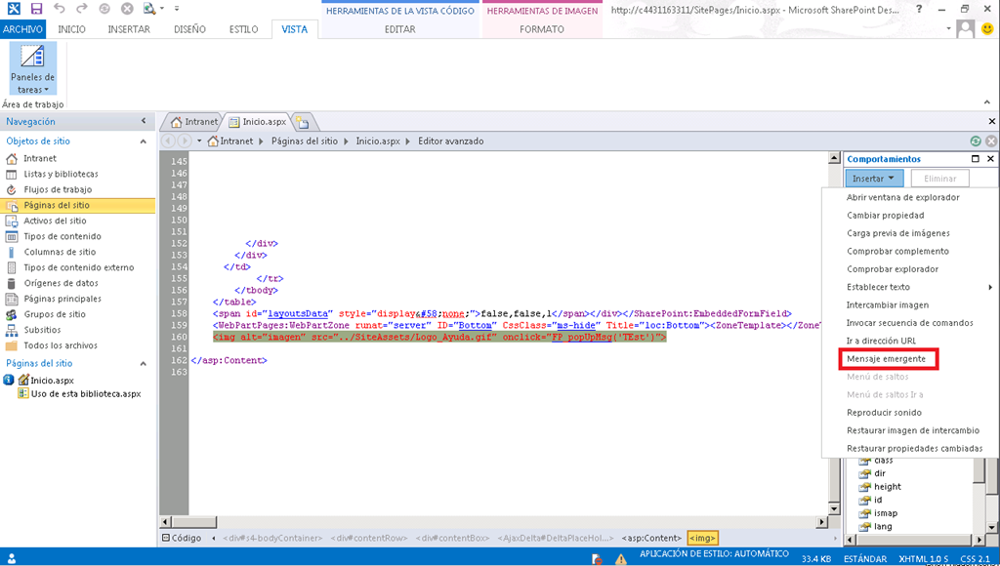 HERRAMIENTAS DE LA VISTA CÓDIGO
HERRAMIENTAS DE IMAGEN
http://c4431163311/SitePages/Inicio.aspx - Microsoft SharePoint Des...
?
ARCHIVO INICIO INSERTAR DISEÑO ESTILO VISTA EDITAR FORMATO
Paneles de
tareas
Área de trabajo
Navegación
Objetos de sitio
Intranet
Listas y bibliotecas
Flujos de trabajo
Páginas del sitio
Activos del sitio
Tipos de contenido
Columnas de sitio
Tipos de contenido externo
Orígenes de datos
Páginas principales
Grupos de sitio
Subsitios
Todos los archivos
Páginas del sitio
Inicio.aspx
Uso de esta biblioteca.aspx
Intranet Inicio.aspx
Intranet Páginas del sitio Inicio.aspx Editor avanzado
145
146
147
148
149
150
151
152 </div>
153 </div>
154 </td>
155 </tr>
156 </tbody>
157 </table>
158 <span id="layoutsData" style="display&#58;none;">false,false,1</span></div></SharePoint:EmbeddedFormField>
159 <WebPartPages:WebPartZone runat="server" ID="Bottom" CssClass="ms-hide" Title="loc:Bottom"><ZoneTemplate></ZoneT
160 <img alt="imagen" src="../SiteAssets/Logo_Ayuda.gif" onclick="FP_popUpMsg('TEst')">
161
162 </asp:Content>
163
Comportamientos
Insertar Eliminar
Abrir ventana de explorador
Cambiar propiedad
Carga previa de imágenes
Comprobar complemento
Comprobar explorador
Establecer texto
Intercambiar imagen
Invocar secuencia de comandos
Ir a dirección URL
Mensaje emergente
Menú de saltos
Menú de saltos Ir a
Reproducir sonido
Restaurar imagen de intercambio
Restaurar propiedades cambiadas
class
dir
height
id
ismap
lang
Código <div#s4-bodyContainer> <div#contentRow> <div#contentBox> <AjaxDelta#DeltaPlaceHol...> <asp:Content> <img>
APLICACIÓN DE ESTILO: AUTOMÁTICO 33.4 KB ESTÁNDAR XHTML 1.0 S CSS 2.1